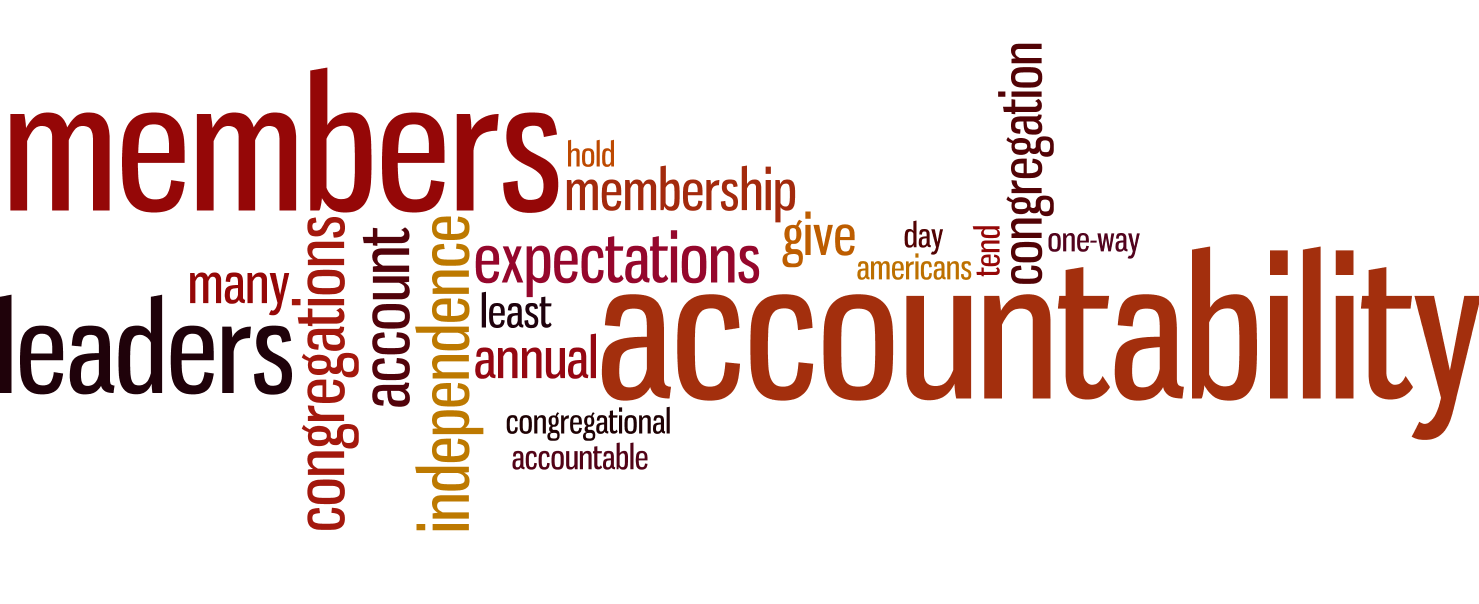 members
hold
membership
congregation
give
day
tend
one-way
americans
many
congregations
account
independence
expectations
leaders
least
annual
accountability
congregational
accountable